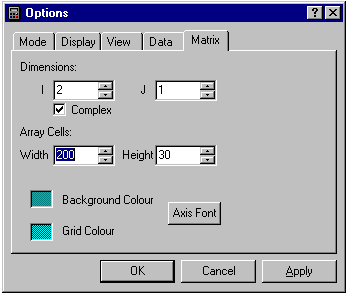 Options
Mode Display View Data Matrix
Dimensions:
I 2 J 1
Complex
Array Cells:
Width 200 Height 30
Background Colour
Axis Font
Grid Colour
OK Cancel Apply